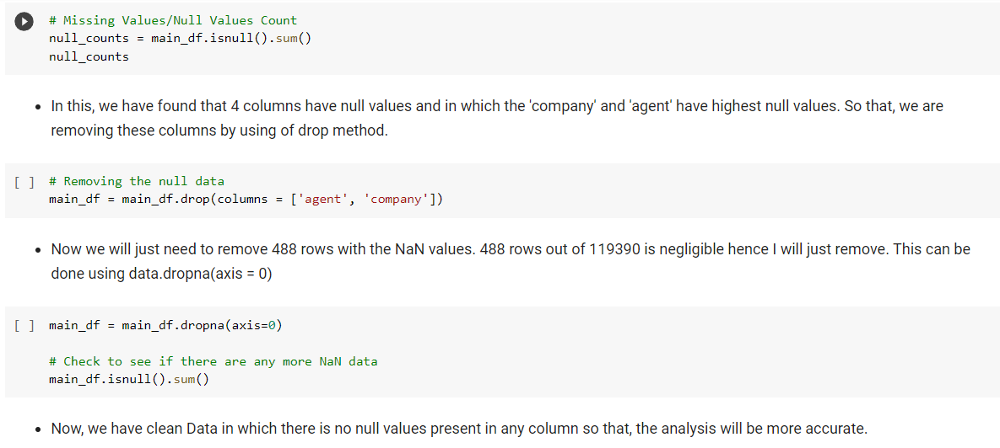 # Missing Values/Null Values Count
null_counts = main_df.isnull().sum()
null_counts
• In this, we have found that 4 columns have null values and in which the 'company' and 'agent' have highest null values. So that, we are
removing these columns by using of drop method.
[ ] # Removing the null data
main_df = main_df.drop(columns = ['agent', 'company'])
• Now we will just need to remove 488 rows with the NaN values. 488 rows out of 119390 is negligible hence I will just remove. This can be
done using data.dropna(axis = 0)
[ ] main_df = main_df.dropna(axis=0)
# Check to see if there are any more NaN data
main_df.isnull().sum()
• Now, we have clean Data in which there is no null values present in any column so that, the analysis will be more accurate.